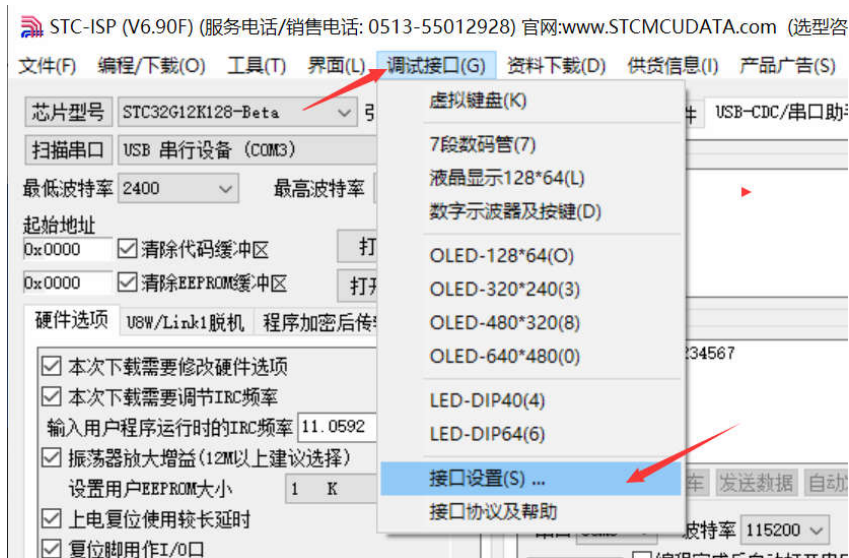 STC-ISP (V6.90F) (服务电话/销售电话: 0513-55012928) 官网:www.STCMCUDATA.com (选型咨
文件(F) 编程/下载(O) 工具(T) 界面(L) 调试接口(G) 资料下载(D) 供货信息(I) 产品广告(S)
芯片型号 STC32G12K128-Beta
扫描串口 USB 串行设备 (COM3)
最低波特率 2400 最高波特率
起始地址
0x0000 清除代码缓冲区 打
0x0000 清除EEPROM缓冲区 打开
硬件选项 U8W/Link1脱机 程序加密后传
本次下载需要修改硬件选项
本次下载需要调节IRC频率
输入用户程序运行时的IRC频率 11.0592
振荡器放大增益(12M以上建议选择)
设置用户EEPROM大小 1 K
上电复位使用较长延时
复位脚用作I/O口
虚拟键盘(K)
7段数码管(7)
液晶显示128*64(L)
数字示波器及按键(D)
OLED-128*64(O)
OLED-320*240(3)
OLED-480*320(8)
OLED-640*480(0)
LED-DIP40(4)
LED-DIP64(6)
接口设置(S) ...
接口协议及帮助
USB-CDC/串口助
234567
车 发送数据 自动
波特率 115200